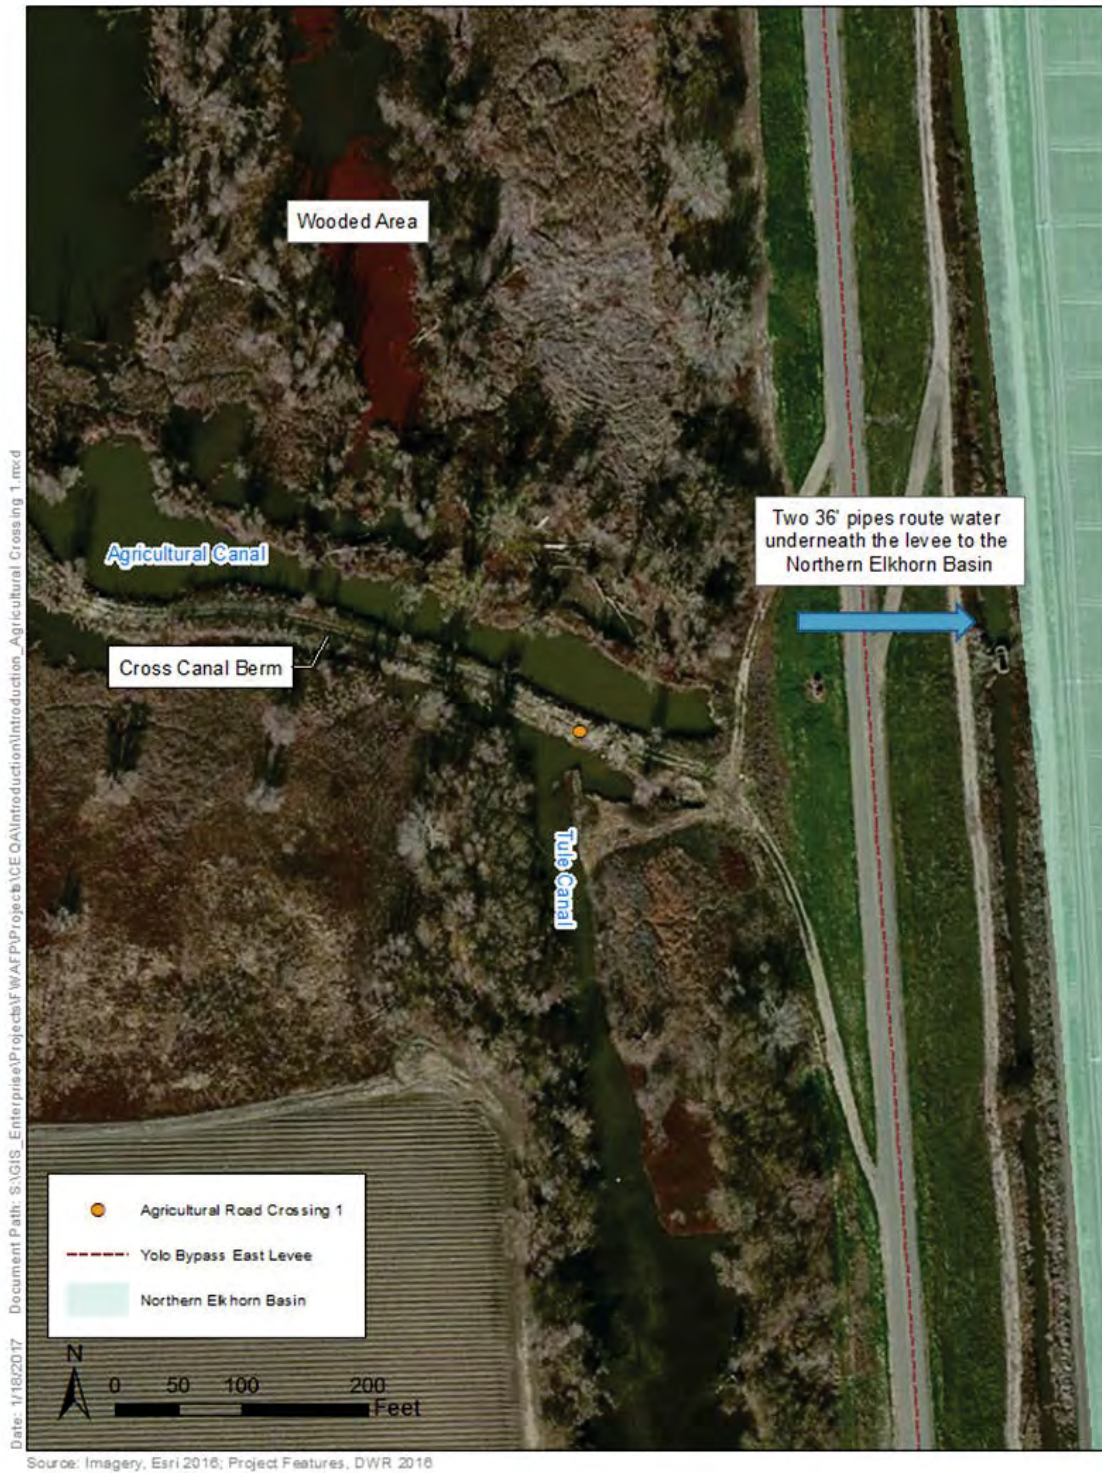 Wooded Area
Two 36' pipes route water
underneath the levee to the
Northern Elkhorn Basin
Agricultural Canal
Cross Canal Berm
Tule Canal
Agricultural Road Crossing 1
Yolo Bypass East Levee
Northern Elkhorn Basin
N
0 50 100 200
Feet
Date: 1/18/2017 Document Path: S:\GIS_Enterprise\Projects\FWAFP\Projects\CEQA\Introduction\Introduction_Agricultural Crossing 1.mxd
Source: Imagery, Esri 2016; Project Features, DWR 2016